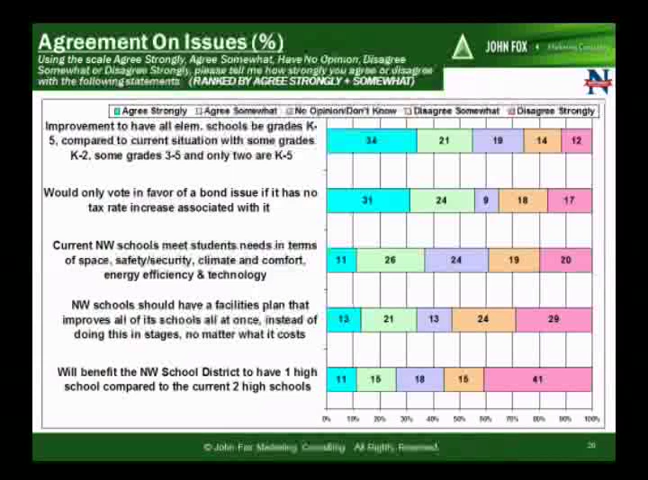 Agreement On Issues (%)
Using the scale Agree Strongly, Agree Somewhat, Have No Opinion, Disagree
Somewhat or Disagree Strongly, please tell me how strongly you agree or disagree
with the following statements (RANKED BY AGREE STRONGLY + SOMEWHAT)
JOHN FOX Marketing Consulting
N
Agree Strongly Agree Somewhat No Opinion/Don't Know Disagree Somewhat Disagree Strongly
Improvement to have all elem. schools be grades K-
5, compared to current situation with some grades
K-2, some grades 3-5 and only two are K-5
34 21 19 14 12
Would only vote in favor of a bond issue if it has no
tax rate increase associated with it
31 24 9 18 17
Current NW schools meet students needs in terms
of space, safety/security, climate and comfort,
energy efficiency & technology
11 26 24 19 20
NW schools should have a facilities plan that
improves all of its schools all at once, instead of
doing this in stages, no matter what it costs
13 21 13 24 29
Will benefit the NW School District to have 1 high
school compared to the current 2 high schools
11 15 18 15 41
0% 10% 20% 30% 40% 50% 60% 70% 80% 90% 100%
© John Fox Marketing Consulting All Rights Reserved.